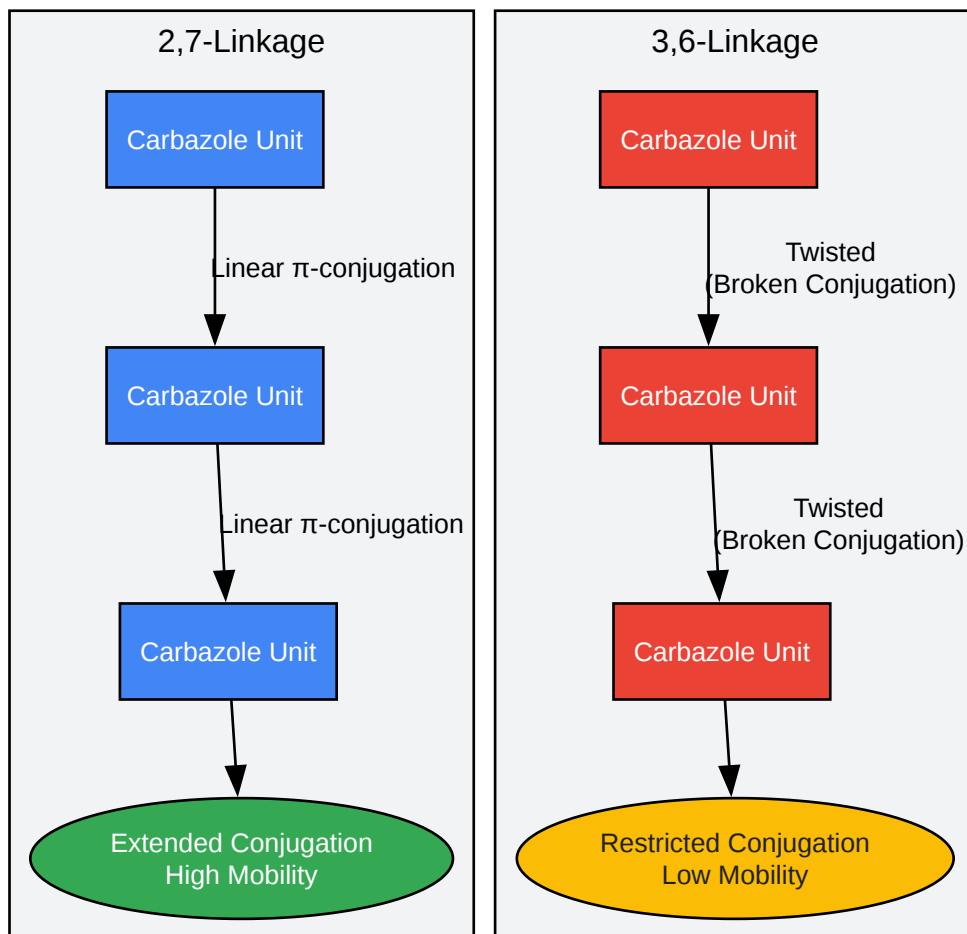 2,7-Linkage
Carbazole Unit
Linear π-conjugation
Carbazole Unit
Linear π-conjugation
Carbazole Unit
Extended Conjugation
High Mobility
3,6-Linkage
Carbazole Unit
Twisted
(Broken Conjugation)
Carbazole Unit
Twisted
(Broken Conjugation)
Carbazole Unit
Restricted Conjugation
Low Mobility